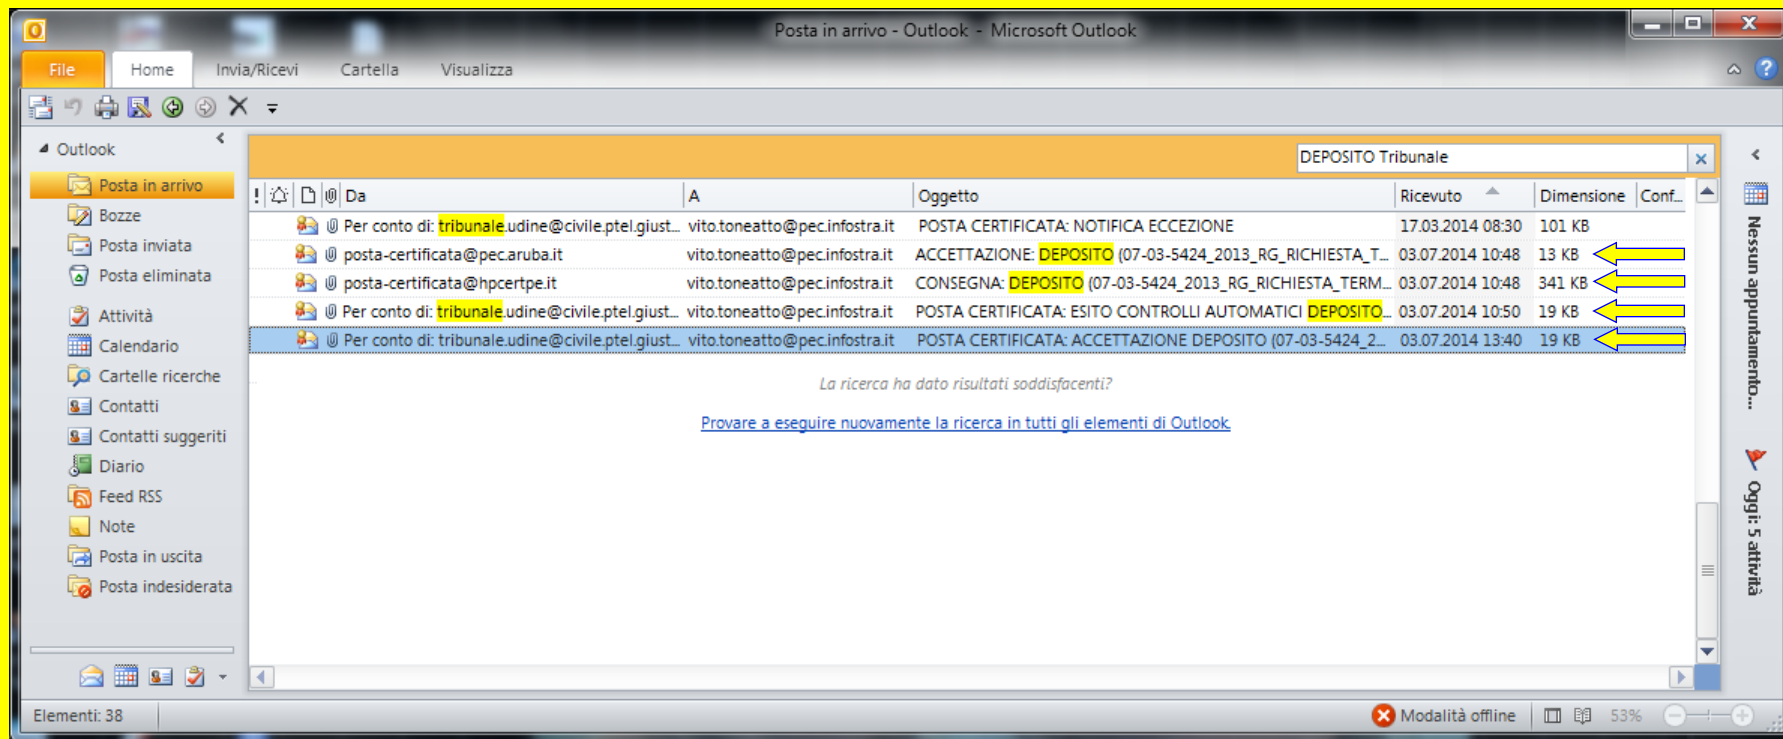 Posta in arrivo - Outlook - Microsoft Outlook
File Home Invia/Ricevi Cartella Visualizza
Outlook
Posta in arrivo
Bozze
Posta inviata
Posta eliminata
Attività
Calendario
Cartelle ricerche
Contatti
Contatti suggeriti
Diario
Feed RSS
Note
Posta in uscita
Posta indesiderata
DEPOSITO Tribunale
! Da A Oggetto Ricevuto Dimensione Conf...
Per conto di: tribunale.udine@civile.ptel.giust... vito.toneatto@pec.infostra.it POSTA CERTIFICATA: NOTIFICA ECCEZIONE 17.03.2014 08:30 101 KB
posta-certificata@pec.aruba.it vito.toneatto@pec.infostra.it ACCETTAZIONE: DEPOSITO (07-03-5424_2013_RG_RICHIESTA_T... 03.07.2014 10:48 13 KB
posta-certificata@hpcertpe.it vito.toneatto@pec.infostra.it CONSEGNA: DEPOSITO (07-03-5424_2013_RG_RICHIESTA_TERM... 03.07.2014 10:48 341 KB
Per conto di: tribunale.udine@civile.ptel.giust... vito.toneatto@pec.infostra.it POSTA CERTIFICATA: ESITO CONTROLLI AUTOMATICI DEPOSITO... 03.07.2014 10:50 19 KB
Per conto di: tribunale.udine@civile.ptel.giust... vito.toneatto@pec.infostra.it POSTA CERTIFICATA: ACCETTAZIONE DEPOSITO (07-03-5424_2... 03.07.2014 13:40 19 KB
La ricerca ha dato risultati soddisfacenti?
Provare a eseguire nuovamente la ricerca in tutti gli elementi di Outlook.
Nessun appuntamento...
Oggi: 5 attività
Elementi: 38
Modalità offline 53%